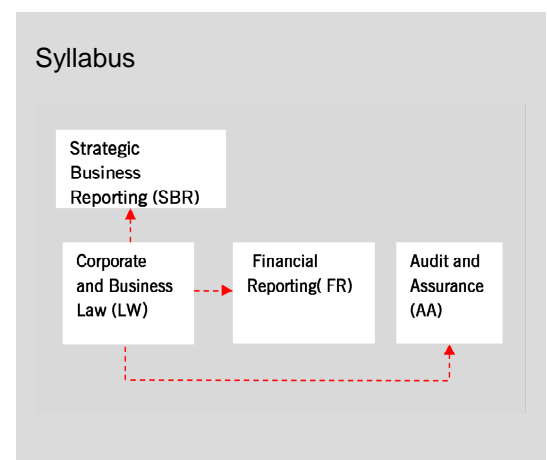 Syllabus
Strategic
Business
Reporting (SBR)
Corporate
and Business
Law (LW)
Financial
Reporting( FR)
Audit and
Assurance
(AA)